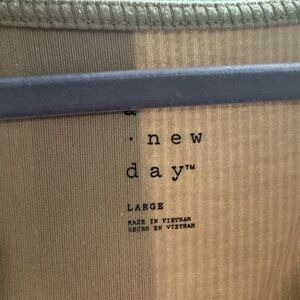 a
· new
day™
LARGE
MADE IN VIETNAM
HECHO EN VIETNAM